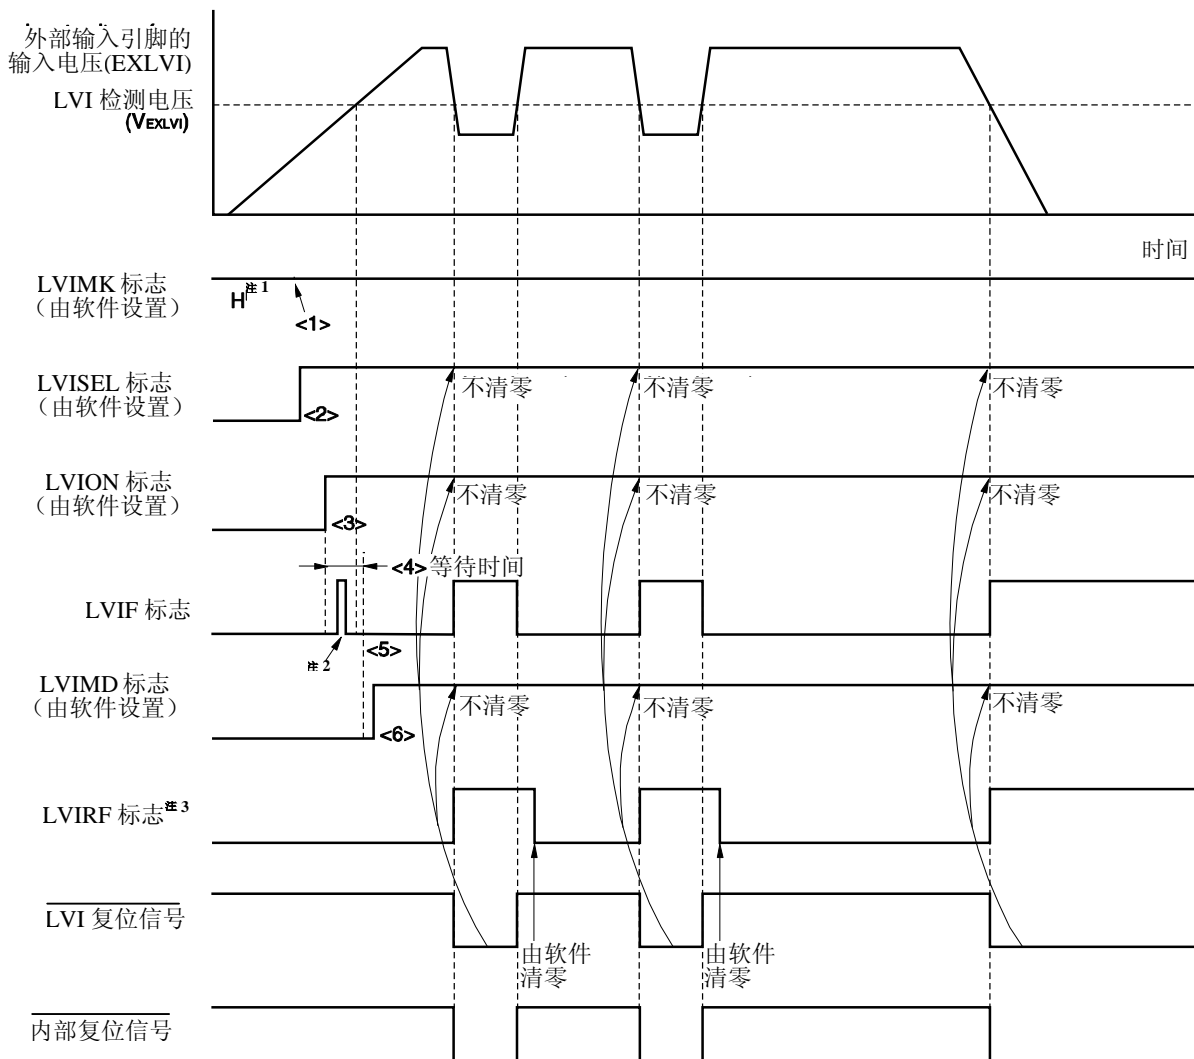 外部输入引脚的
输入电压(EXLVI)
LVI 检测电压
(VEXLVI)
时间
LVIMK 标志
（由软件设置）
H注 1
<1>
LVISEL 标志
（由软件设置）
<2>
不清零
不清零
不清零
LVION 标志
（由软件设置）
<3>
不清零
不清零
不清零
<4> 等待时间
LVIF 标志
注 2
<5>
LVIMD 标志
（由软件设置）
<6>
不清零
不清零
不清零
LVIRF 标志注 3
LVI 复位信号
由软件
清零
由软件
清零
内部复位信号